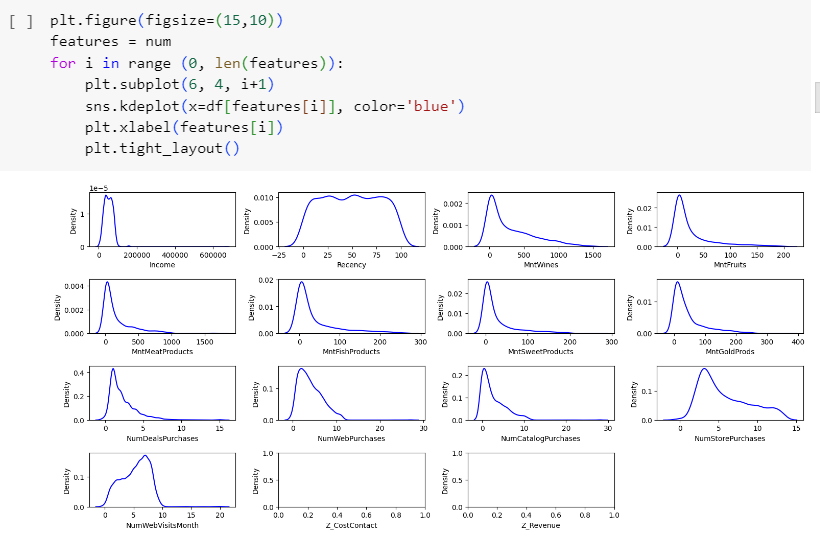 [ ] plt.figure(figsize=(15,10))
features = num
for i in range (0, len(features)):
plt.subplot(6, 4, i+1)
sns.kdeplot(x=df[features[i]], color='blue')
plt.xlabel(features[i])
plt.tight_layout()
1e−5
Density 1 0
0 200000 400000 600000
Income
Density 0.010 0.005 0.000
−25 0 25 50 75 100
Recency
Density 0.002 0.001 0.000
0 500 1000 1500
MntWines
Density 0.02 0.01 0.00
0 50 100 150 200
MntFruits
Density 0.004 0.002 0.000
0 500 1000 1500
MntMeatProducts
Density 0.02 0.01 0.00
0 100 200 300
MntFishProducts
Density 0.02 0.01 0.00
0 100 200 300
MntSweetProducts
Density 0.01 0.00
0 100 200 300 400
MntGoldProds
Density 0.4 0.2 0.0
0 5 10 15
NumDealsPurchases
Density 0.1 0.0
0 10 20 30
NumWebPurchases
Density 0.2 0.1 0.0
0 10 20 30
NumCatalogPurchases
Density 0.1 0.0
0 5 10 15
NumStorePurchases
Density 0.1 0.0
0 5 10 15 20
NumWebVisitsMonth
Density 1.0 0.5 0.0
0.0 0.2 0.4 0.6 0.8 1.0
Z_CostContact
Density 1.0 0.5 0.0
0.0 0.2 0.4 0.6 0.8 1.0
Z_Revenue